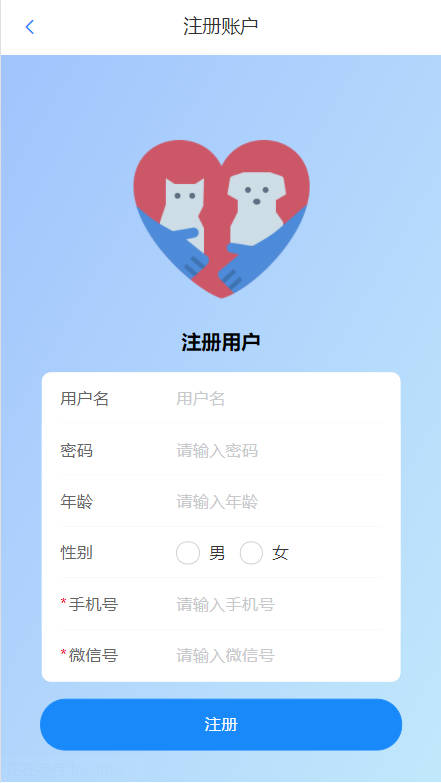 注册账户
注册用户
用户名 用户名
密码 请输入密码
年龄 请输入年龄
性别 男 女
*手机号 请输入手机号
*微信号 请输入微信号
注册